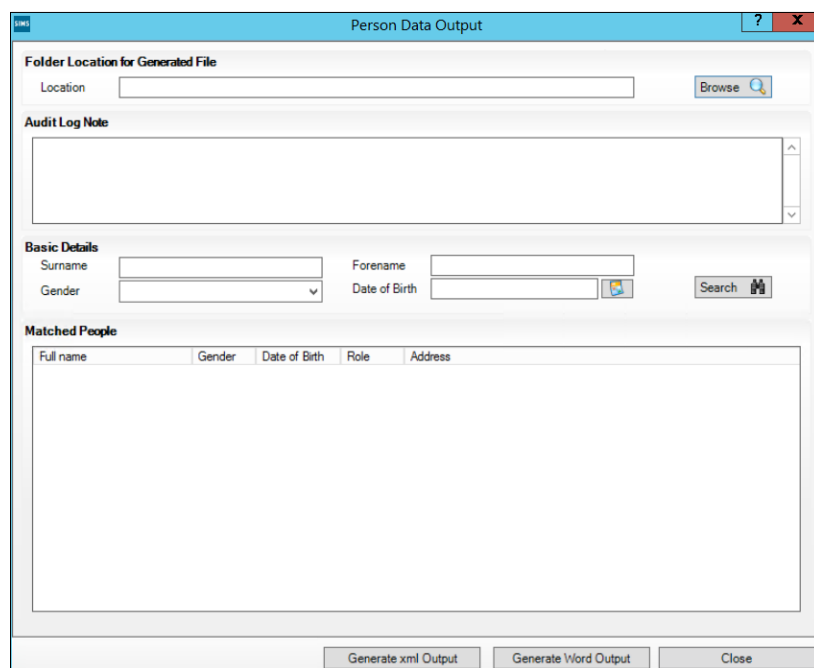 SIMS Person Data Output ? X
Folder Location for Generated File
Location Browse
Audit Log Note
Basic Details
Surname Forename
Gender Date of Birth Search
Matched People
Full name Gender Date of Birth Role Address
Generate xml Output Generate Word Output Close